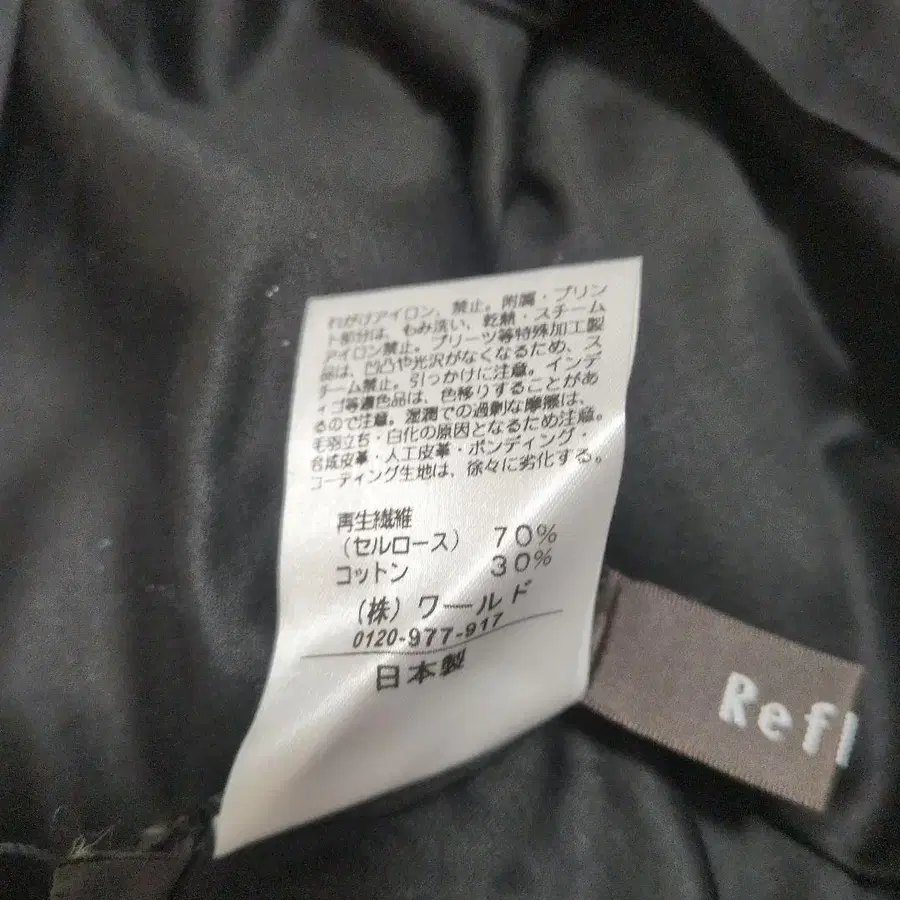 れがけアイロン、禁止。附属・プリン
ト部分は、もみ洗い、乾熱・スチーム
アイロン禁止。プリーツ等特殊加工製
品は、凹凸や光沢がなくなるため、ス
チーム禁止。引っかけに注意。インデ
ィゴ等濃色品は、色移りすることがあ
るので注意。湿潤での過剰な摩擦は、
毛羽立ち・白化の原因となるため注意。
合成皮革・人工皮革・ボンディング・
コーティング生地は、徐々に劣化する。
再生繊維
（セルロース） 70%
コットン 30%
（株）ワールド
0120-977-917
日本製
Refl